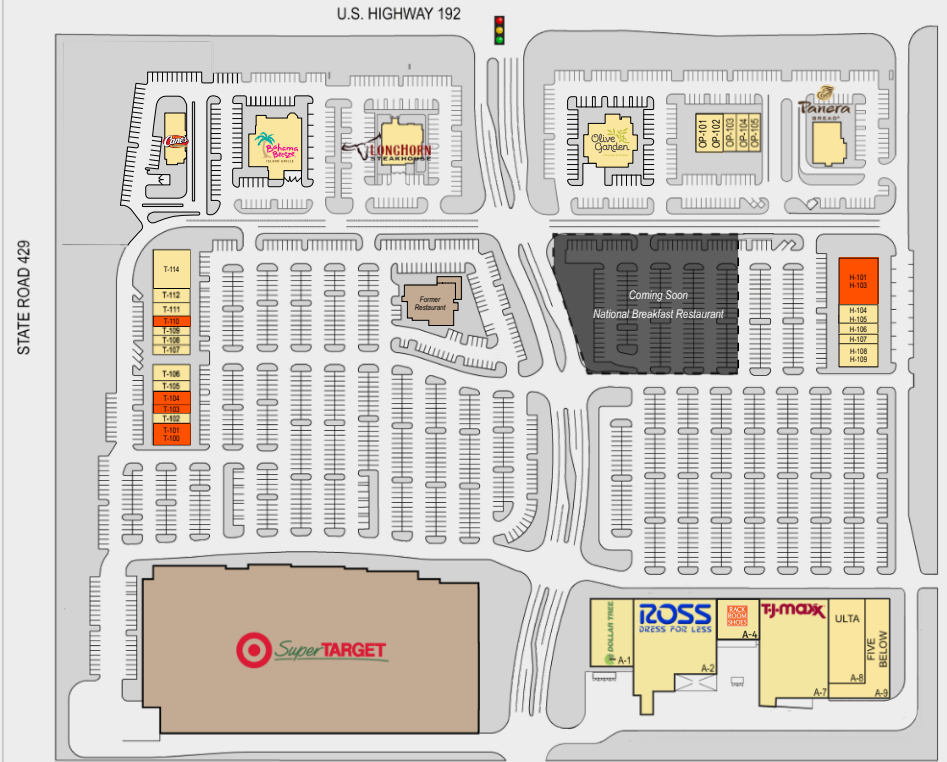 U.S. HIGHWAY 192
STATE ROAD 429
Cane's
Bahama
Breeze
ISLAND GRILLE
LONGHORN
STEAKHOUSE
Olive
Garden
OP-101
OP-102
OP-103
OP-104
OP-105
Panera
BREAD®
T-114
T-112
T-111
T-110
T-109
T-108
T-107
T-106
T-105
T-104
T-103
T-102
T-101
T-100
Former
Restaurant
Coming Soon
National Breakfast Restaurant
H-101
H-103
H-104
H-105
H-106
H-107
H-108
H-109
SuperTARGET
DOLLAR TREE
A-1
ROSS
DRESS FOR LESS
A-2
RACK
ROOM
SHOES
A-4
T•J•maxx
A-7
ULTA
A-8
FIVE
BELOW
A-9